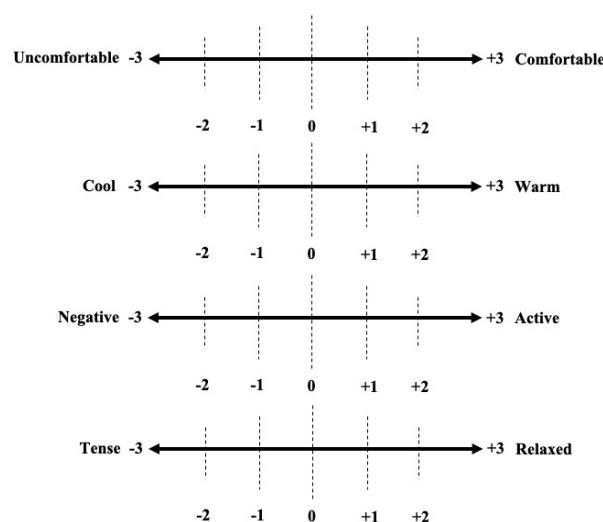 Uncomfortable -3 +3 Comfortable
-2 -1 0 +1 +2
Cool -3 +3 Warm
-2 -1 0 +1 +2
Negative -3 +3 Active
-2 -1 0 +1 +2
Tense -3 +3 Relaxed
-2 -1 0 +1 +2